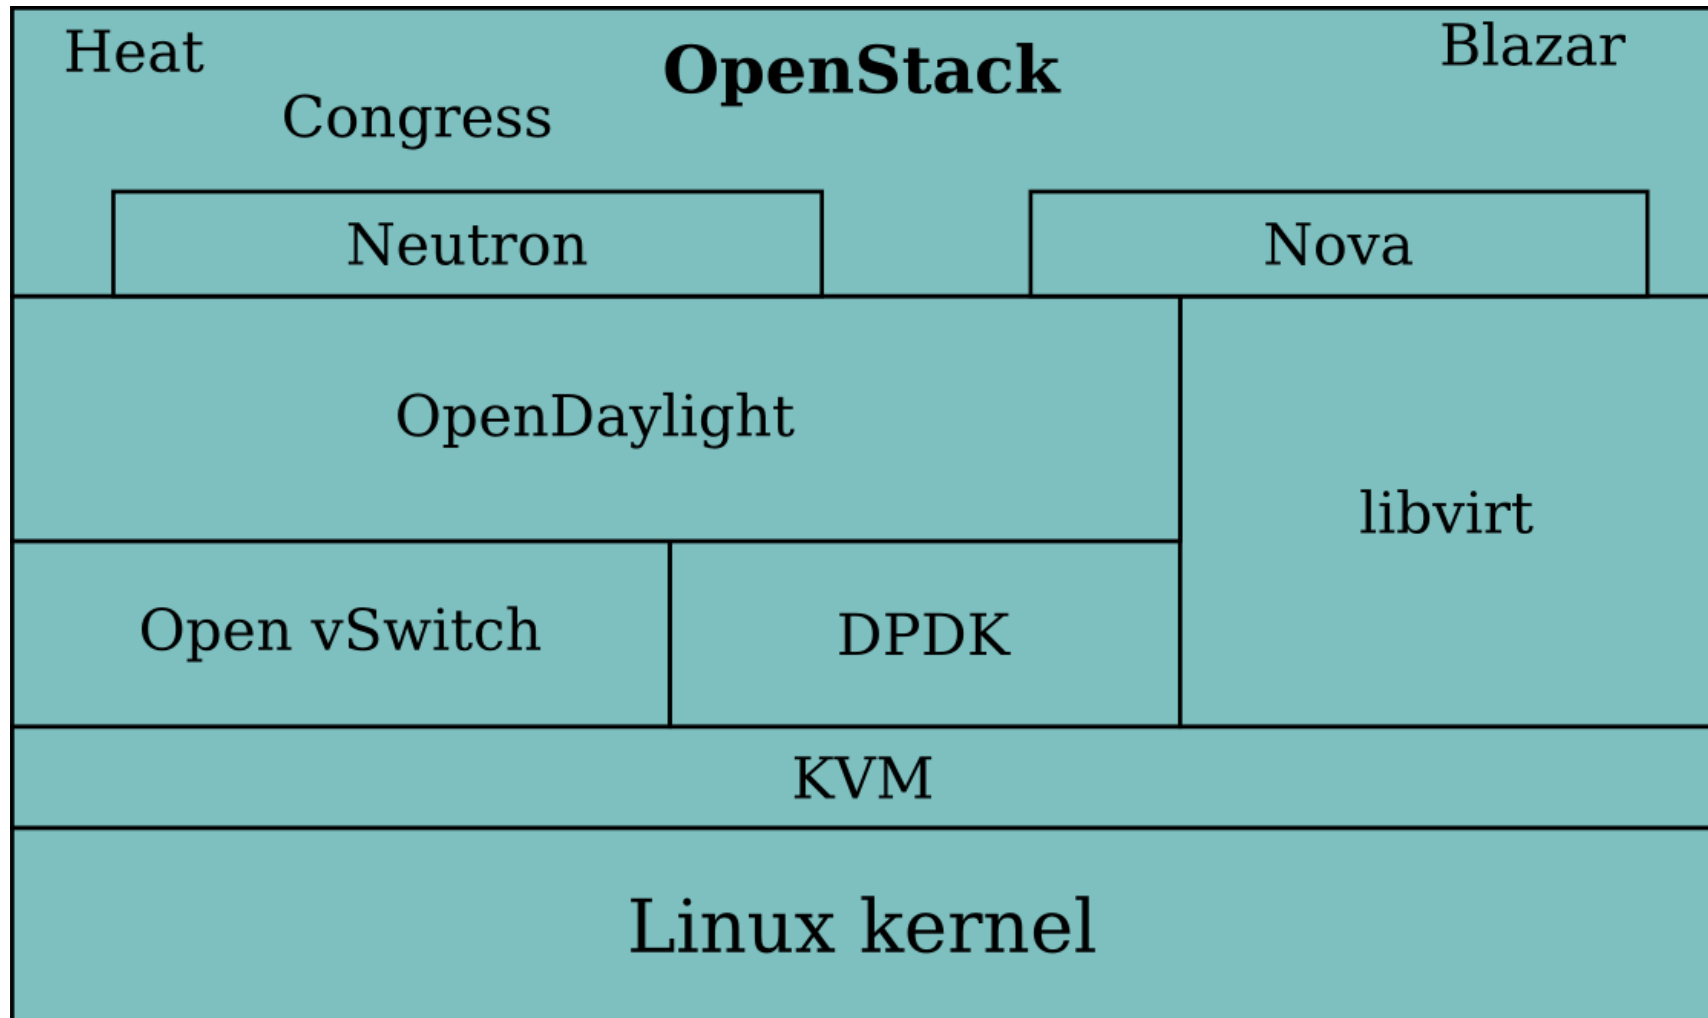 Heat
OpenStack
Blazar
Congress
Neutron
Nova
OpenDaylight
libvirt
Open vSwitch
DPDK
KVM
Linux kernel